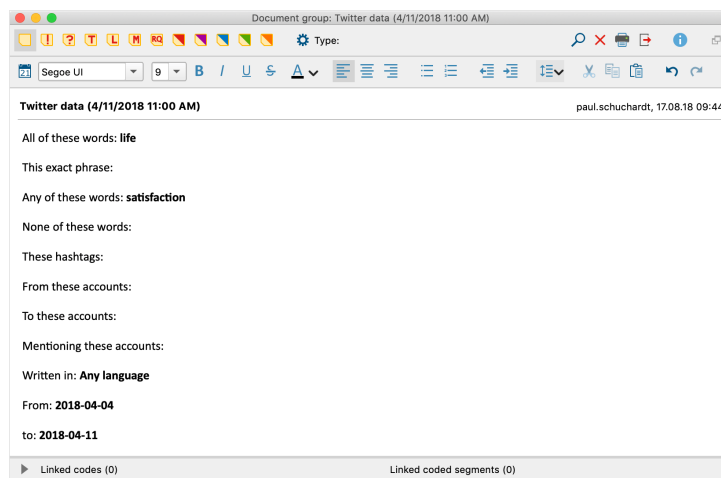 Document group: Twitter data (4/11/2018 11:00 AM)
! ? T L M RQ Type: i
21 Segoe UI 9 B I U S A
Twitter data (4/11/2018 11:00 AM) paul.schuchardt, 17.08.18 09:44
All of these words: life
This exact phrase:
Any of these words: satisfaction
None of these words:
These hashtags:
From these accounts:
To these accounts:
Mentioning these accounts:
Written in: Any language
From: 2018-04-04
to: 2018-04-11
Linked codes (0) Linked coded segments (0)